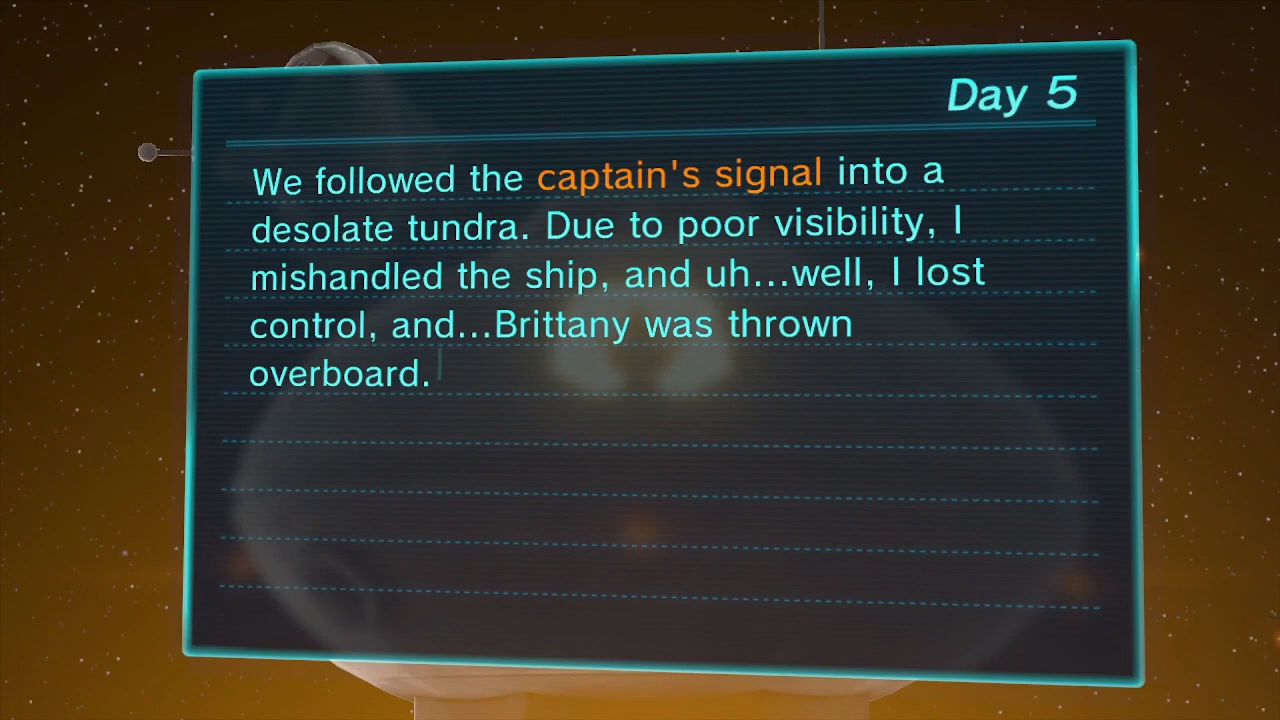 Day 5
We followed the captain's signal into a
desolate tundra. Due to poor visibility, I
mishandled the ship, and uh...well, I lost
control, and...Brittany was thrown
overboard.